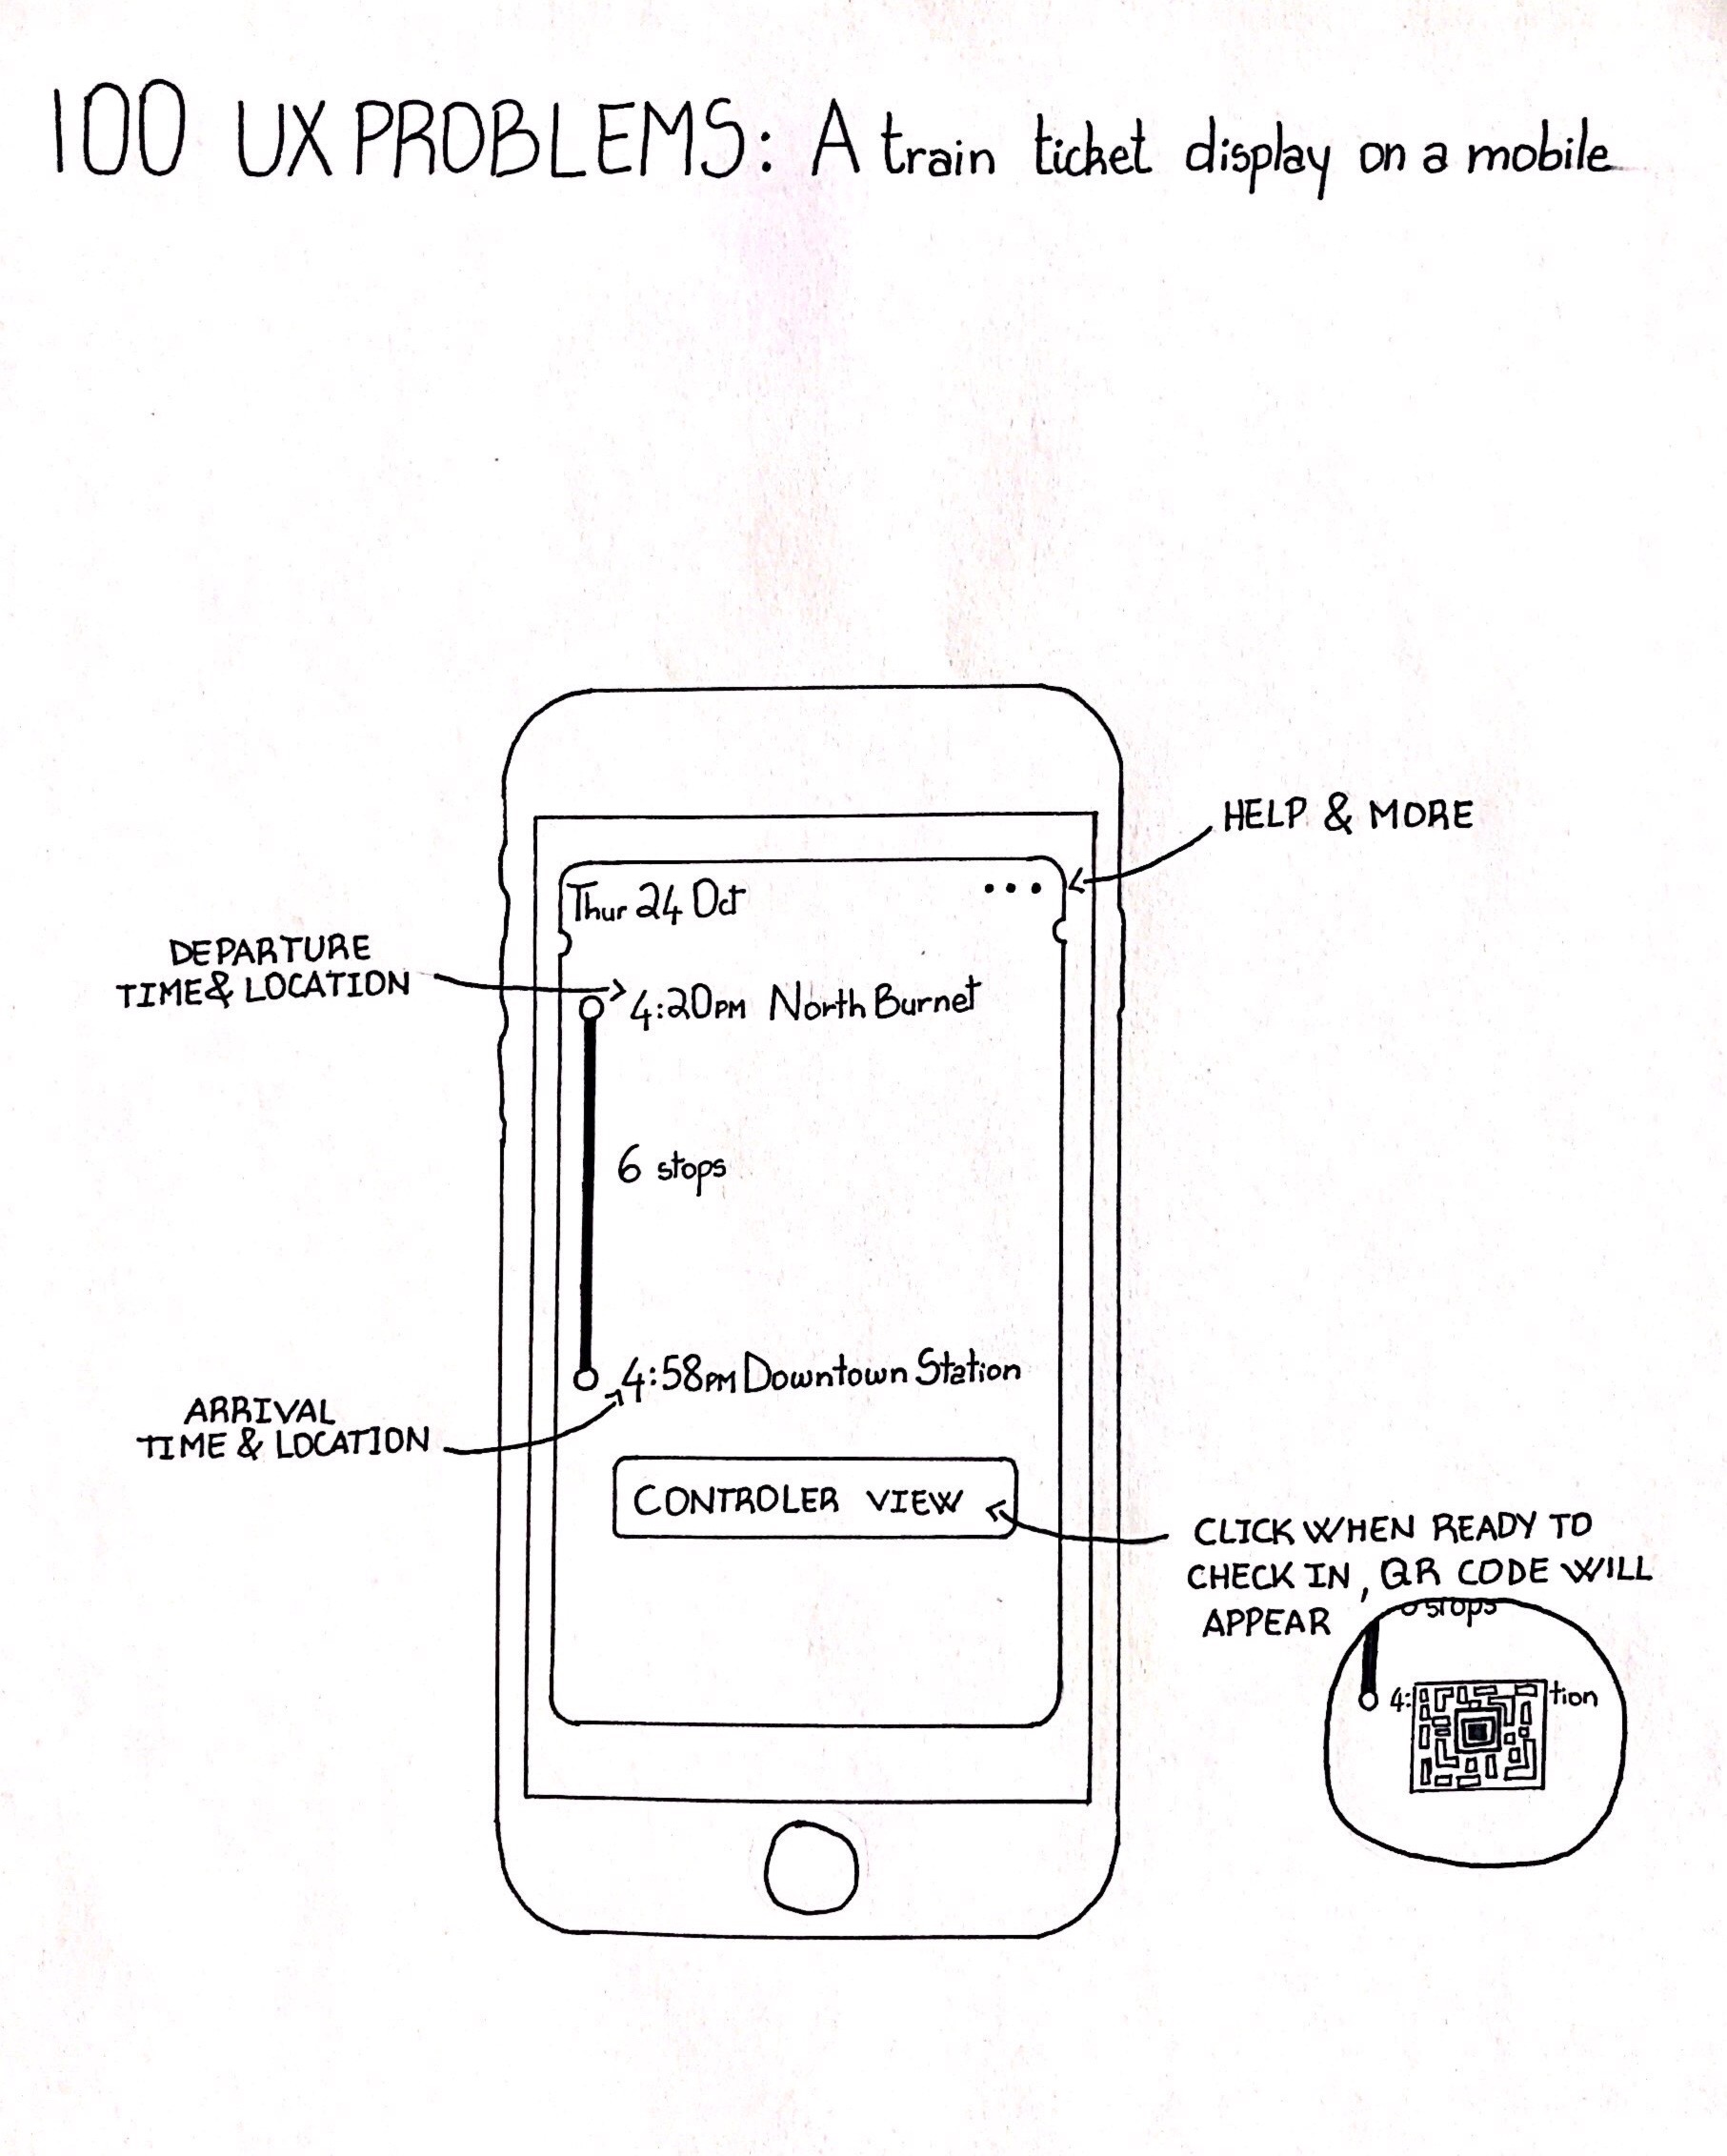 100 UX PROBLEMS: A train ticket display on a mobile
HELP & MORE
Thur 24 Oct
DEPARTURE
TIME & LOCATION
4:20PM North Burnet
6 stops
4:58PM Downtown Station
ARRIVAL
TIME & LOCATION
CONTROLER VIEW
CLICK WHEN READY TO
CHECK IN, QR CODE WILL
APPEAR
stops
4: tion